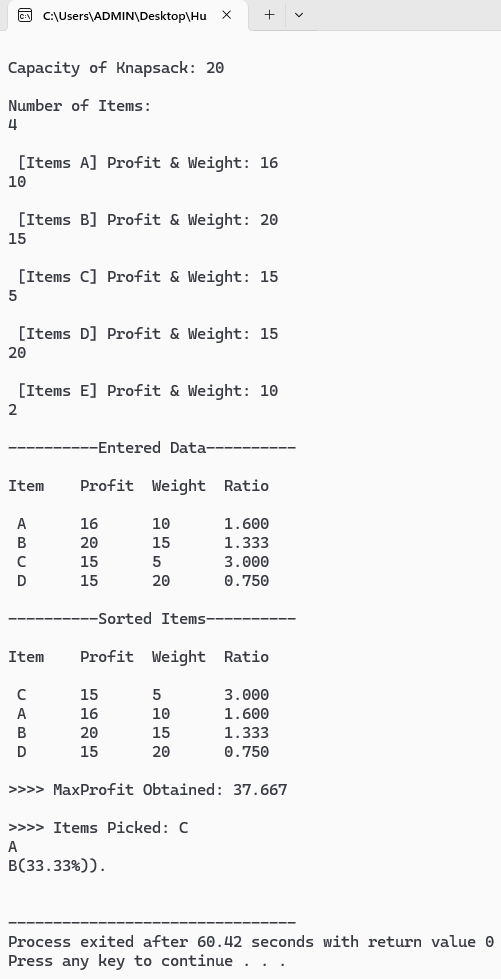 C:\Users\ADMIN\Desktop\Hu
Capacity of Knapsack: 20
Number of Items:
4
[Items A] Profit & Weight: 16
10
[Items B] Profit & Weight: 20
15
[Items C] Profit & Weight: 15
5
[Items D] Profit & Weight: 15
20
[Items E] Profit & Weight: 10
2
----------Entered Data----------
Item Profit Weight Ratio
A 16 10 1.600
B 20 15 1.333
C 15 5 3.000
D 15 20 0.750
----------Sorted Items----------
Item Profit Weight Ratio
C 15 5 3.000
A 16 10 1.600
B 20 15 1.333
D 15 20 0.750
>>>> MaxProfit Obtained: 37.667
>>>> Items Picked: C
A
B(33.33%)).
--------------------------------
Process exited after 60.42 seconds with return value 0
Press any key to continue . . .